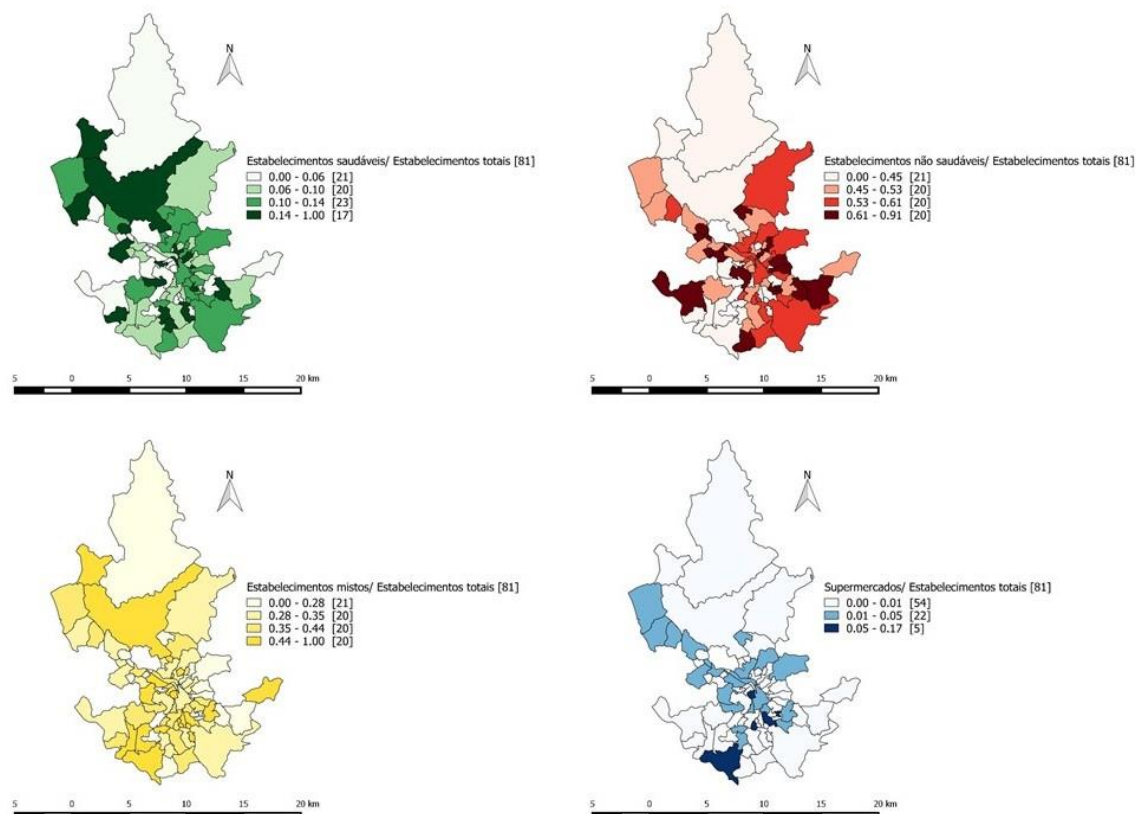 N
Estabelecimentos saudáveis/ Estabelecimentos totais [81]
0.00 - 0.06 [21]
0.06 - 0.10 [20]
0.10 - 0.14 [23]
0.14 - 1.00 [17]
5 0 5 10 15 20 km
N
Estabelecimentos não saudáveis/ Estabelecimentos totais [81]
0.00 - 0.45 [21]
0.45 - 0.53 [20]
0.53 - 0.61 [20]
0.61 - 0.91 [20]
5 0 5 10 15 20 km
N
Estabelecimentos mistos/ Estabelecimentos totais [81]
0.00 - 0.28 [21]
0.28 - 0.35 [20]
0.35 - 0.44 [20]
0.44 - 1.00 [20]
5 0 5 10 15 20 km
N
Supermercados/ Estabelecimentos totais [81]
0.00 - 0.01 [54]
0.01 - 0.05 [22]
0.05 - 0.17 [5]
5 0 5 10 15 20 km